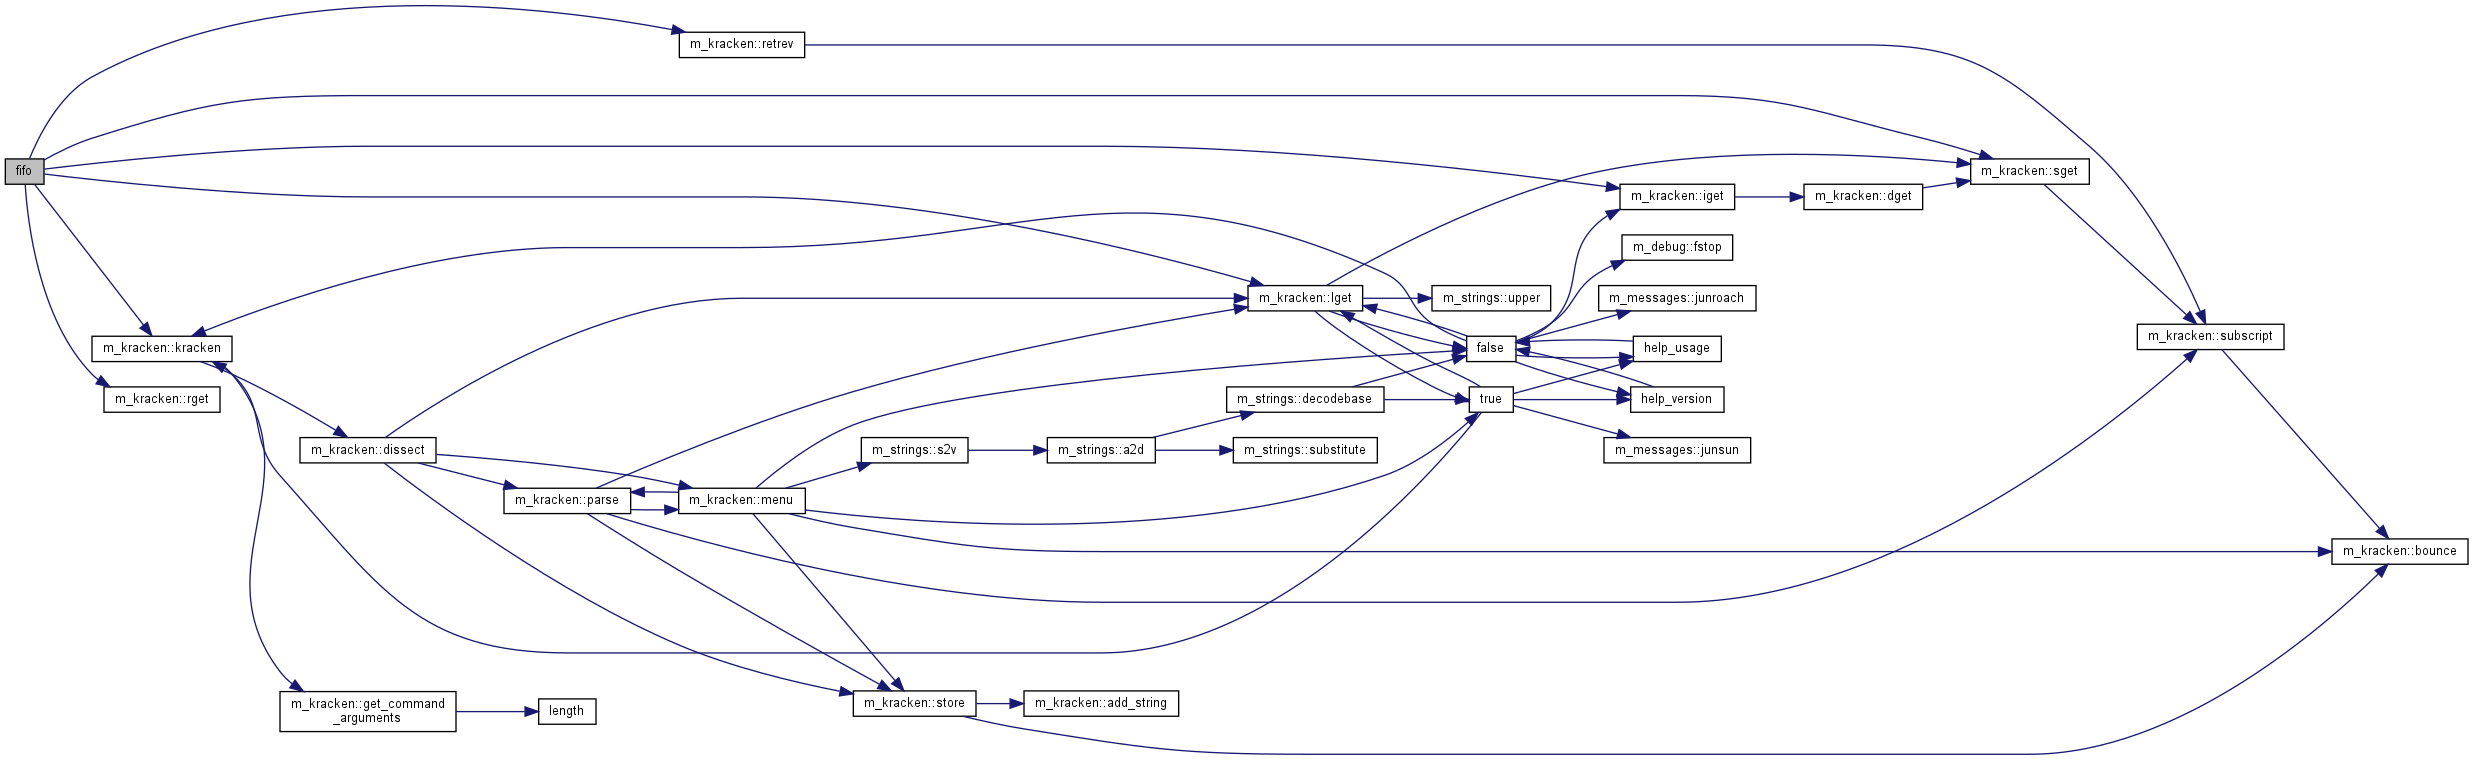 fifo
m_kracken::retrev
m_kracken::kracken
m_kracken::rget
m_kracken::dissect
m_kracken::get_command
_arguments
length
m_kracken::parse
m_kracken::menu
m_kracken::store
m_kracken::add_string
m_strings::s2v
m_strings::a2d
m_strings::decodebase
m_strings::substitute
m_kracken::lget
m_strings::upper
false
true
m_kracken::iget
m_debug::fstop
m_messages::junroach
help_usage
help_version
m_messages::junsun
m_kracken::dget
m_kracken::sget
m_kracken::subscript
m_kracken::bounce